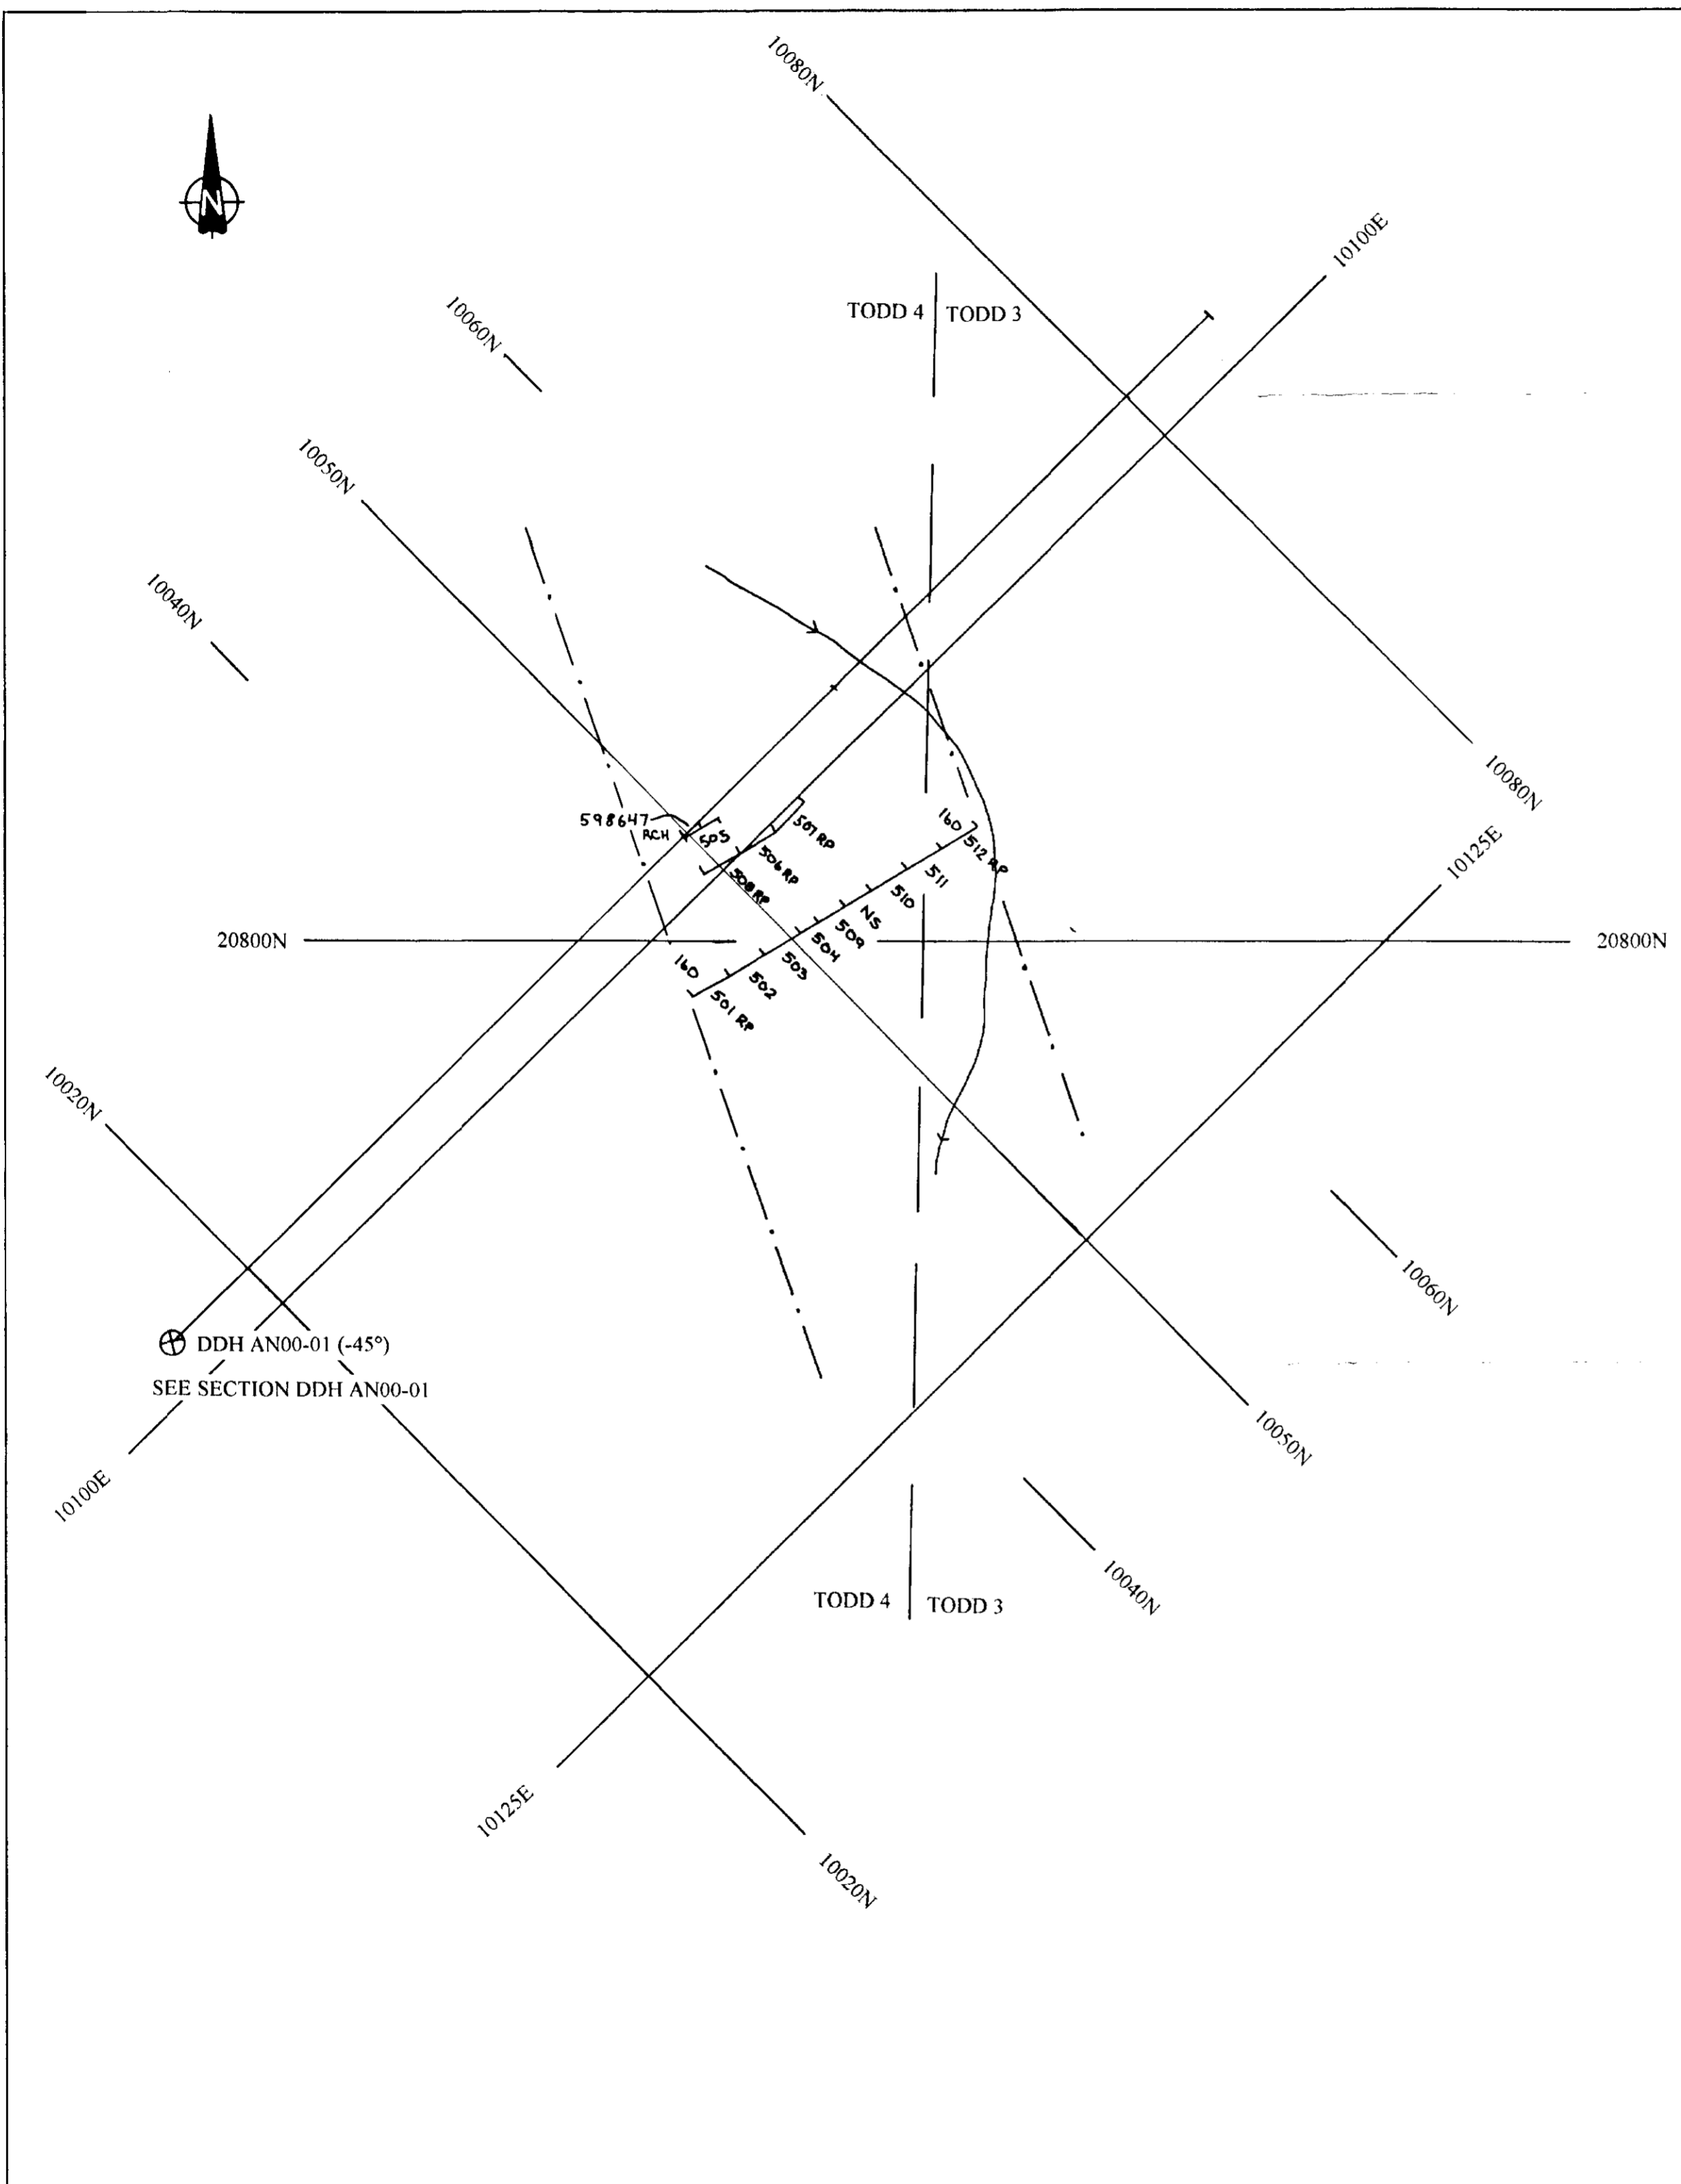 10080N
N
10100E
10060N
TODD 4
TODD 3
10050N
10040N
10080N
598647
RCH
505
507 RP
506 RP
508 RP
160
512 RP
511
510
NS
509
504
503
502
160
501 RP
10125E
20800N
20800N
10020N
10060N
DDH AN00-01 (-45°)
SEE SECTION DDH AN00-01
10050N
10100E
10040N
TODD 4
TODD 3
10125E
10020N